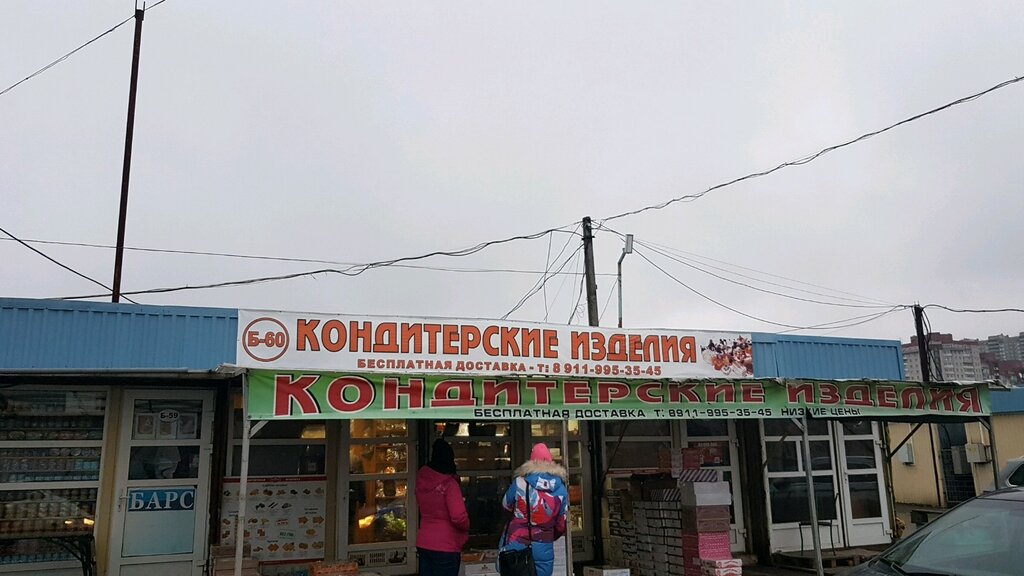 Б-60 КОНДИТЕРСКИЕ ИЗДЕЛИЯ
БЕСПЛАТНАЯ ДОСТАВКА - Т: 8 911-995-35-45
КОНДИТЕРСКИЕ ИЗДЕЛИЯ
БЕСПЛАТНАЯ ДОСТАВКА Т: 8911-995-35-45 НИЗКИЕ ЦЕНЫ
Б-59
БАРС